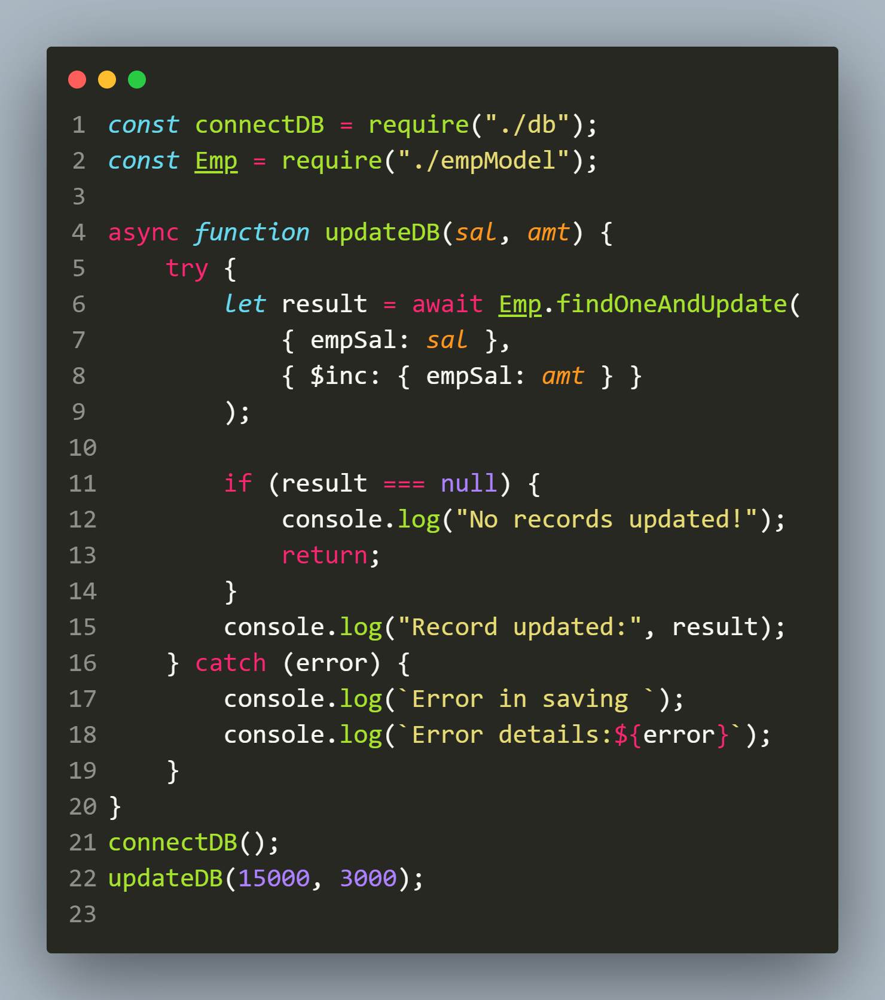 1 const connectDB = require("./db");
2 const Emp = require("./empModel");
3
4 async function updateDB(sal, amt) {
5     try {
6         let result = await Emp.findOneAndUpdate(
7             { empSal: sal },
8             { $inc: { empSal: amt } }
9         );
10
11         if (result === null) {
12             console.log("No records updated!");
13             return;
14         }
15         console.log("Record updated:", result);
16     } catch (error) {
17         console.log(`Error in saving `);
18         console.log(`Error details:${error}`);
19     }
20 }
21 connectDB();
22 updateDB(15000, 3000);
23